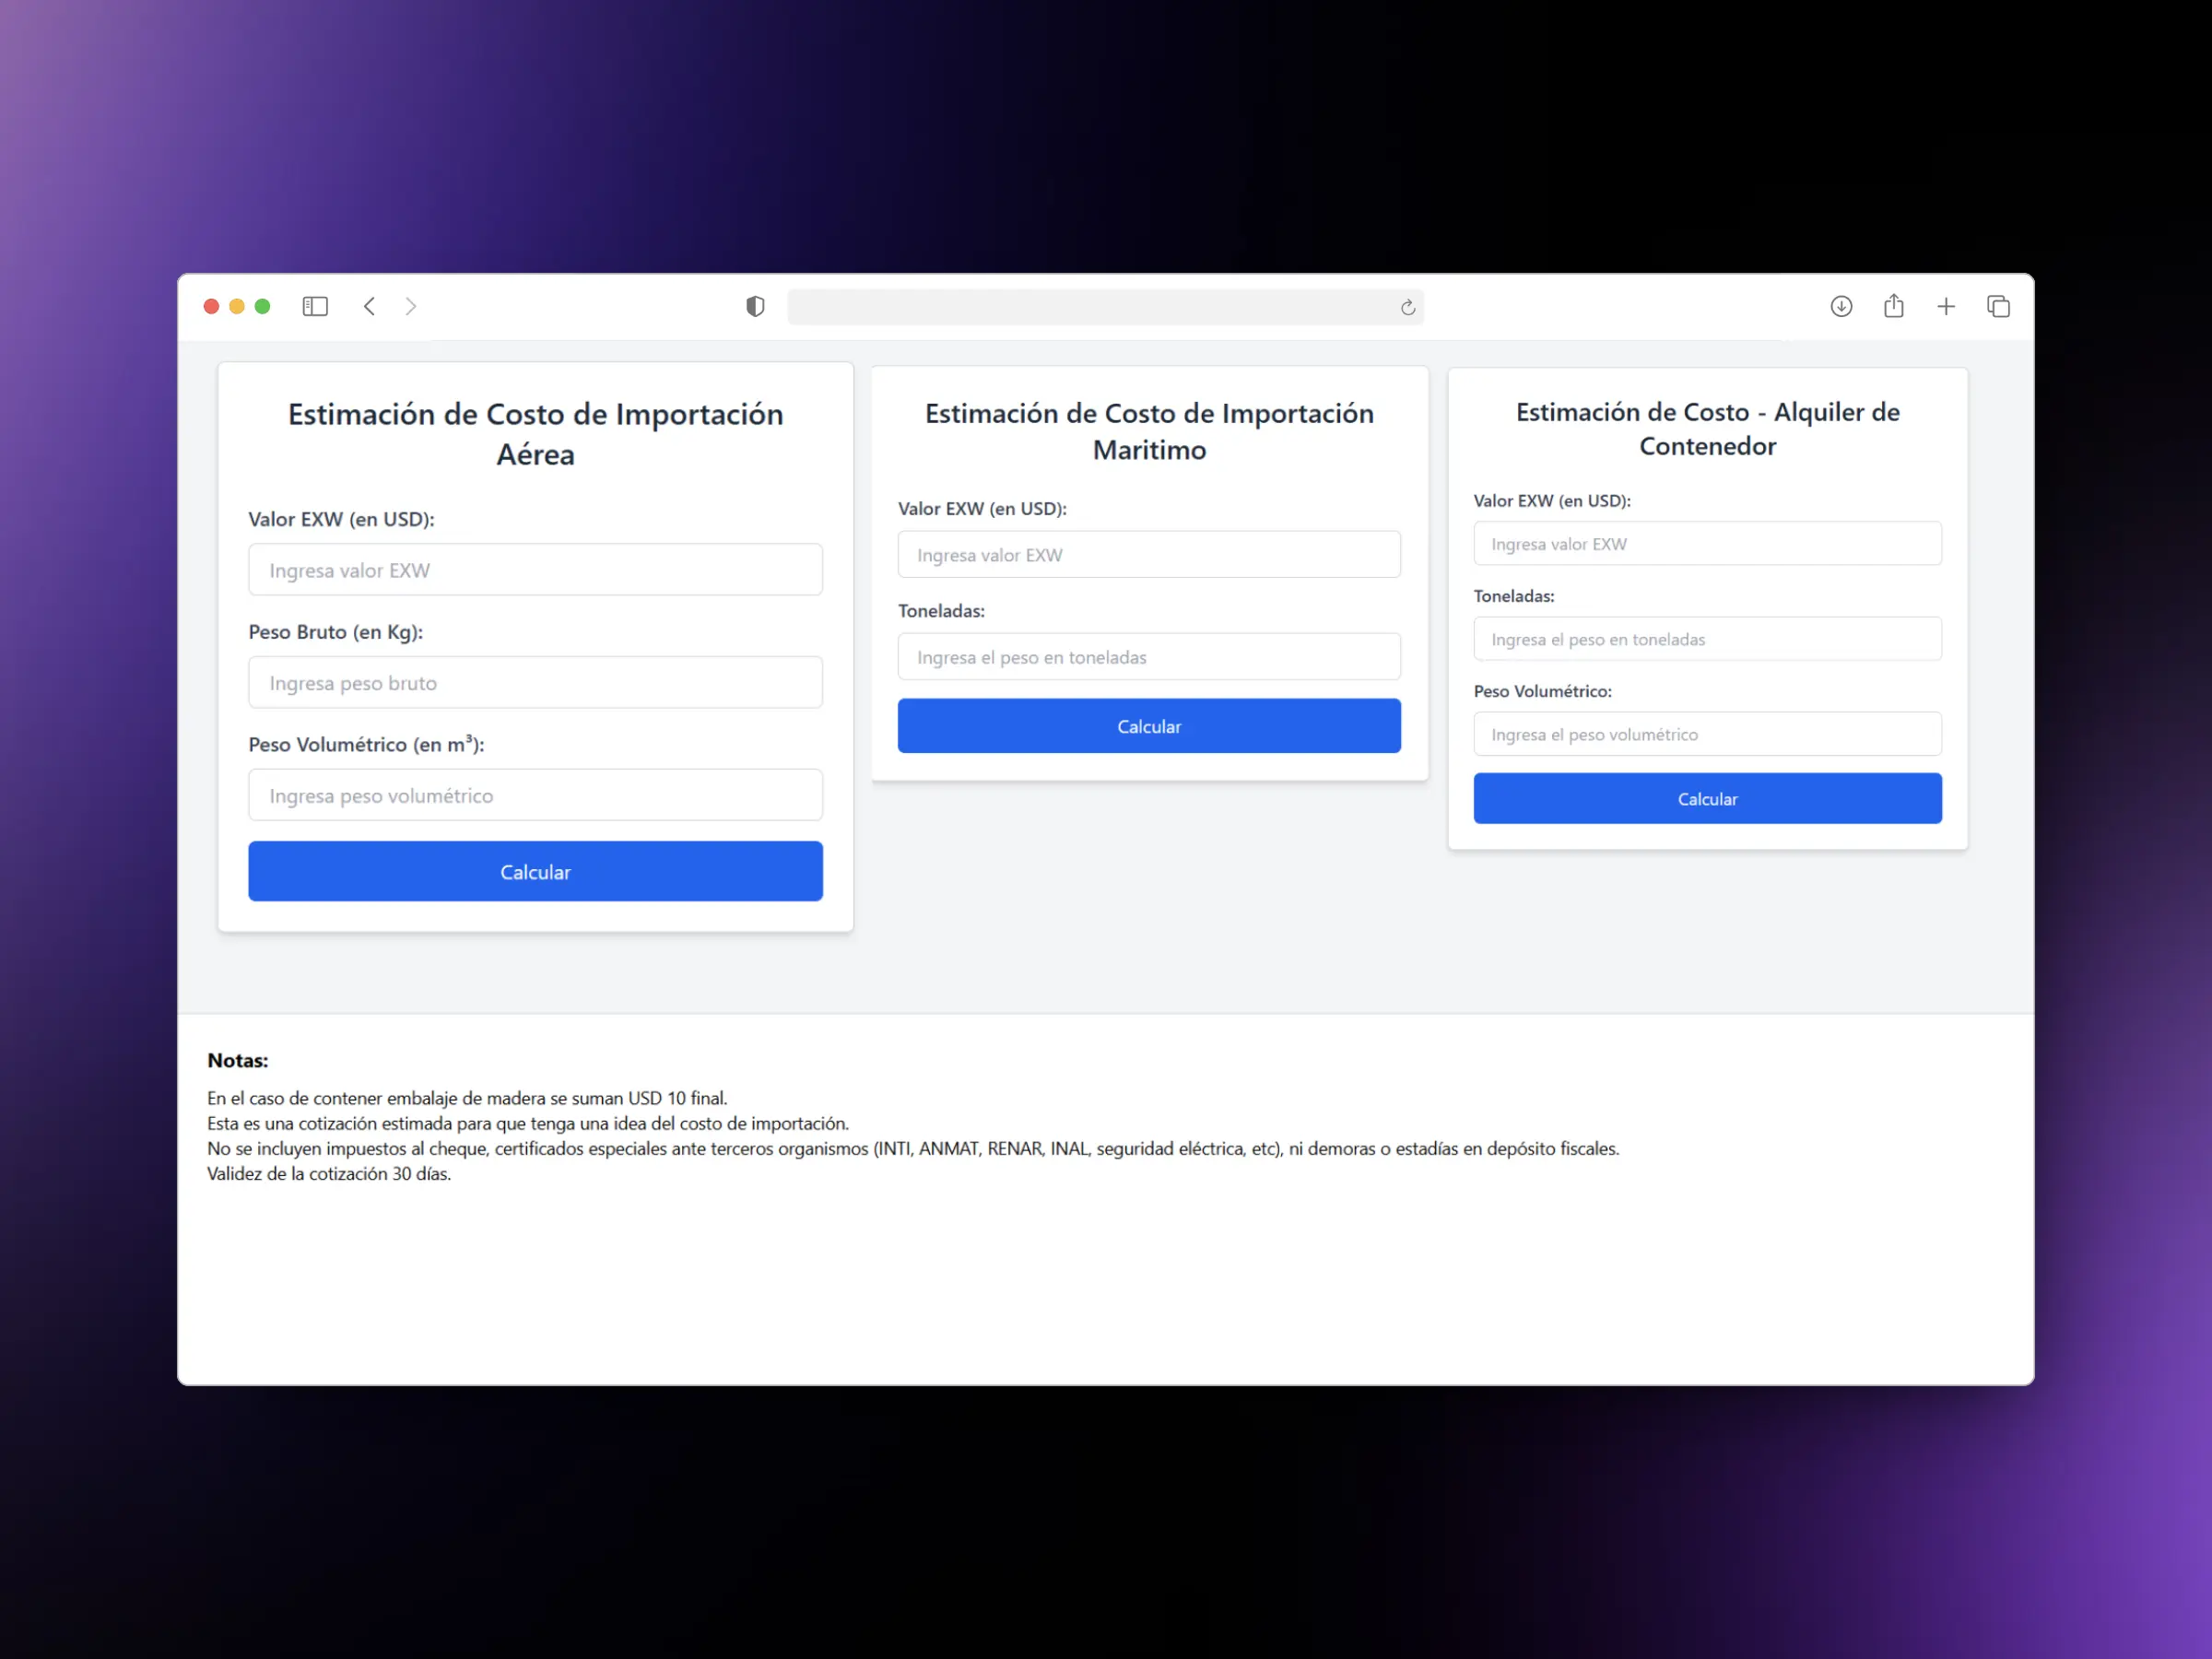 Estimación de Costo de Importación
Aérea
Valor EXW (en USD):
Ingresa valor EXW
Peso Bruto (en Kg):
Ingresa peso bruto
Peso Volumétrico (en m³):
Ingresa peso volumétrico
Calcular
Estimación de Costo de Importación
Maritimo
Valor EXW (en USD):
Ingresa valor EXW
Toneladas:
Ingresa el peso en toneladas
Calcular
Estimación de Costo - Alquiler de
Contenedor
Valor EXW (en USD):
Ingresa valor EXW
Toneladas:
Ingresa el peso en toneladas
Peso Volumétrico:
Ingresa el peso volumétrico
Calcular
Notas:
En el caso de contener embalaje de madera se suman USD 10 final.
Esta es una cotización estimada para que tenga una idea del costo de importación.
No se incluyen impuestos al cheque, certificados especiales ante terceros organismos (INTI, ANMAT, RENAR, INAL, seguridad eléctrica, etc), ni demoras o estadías en depósito fiscales.
Validez de la cotización 30 días.